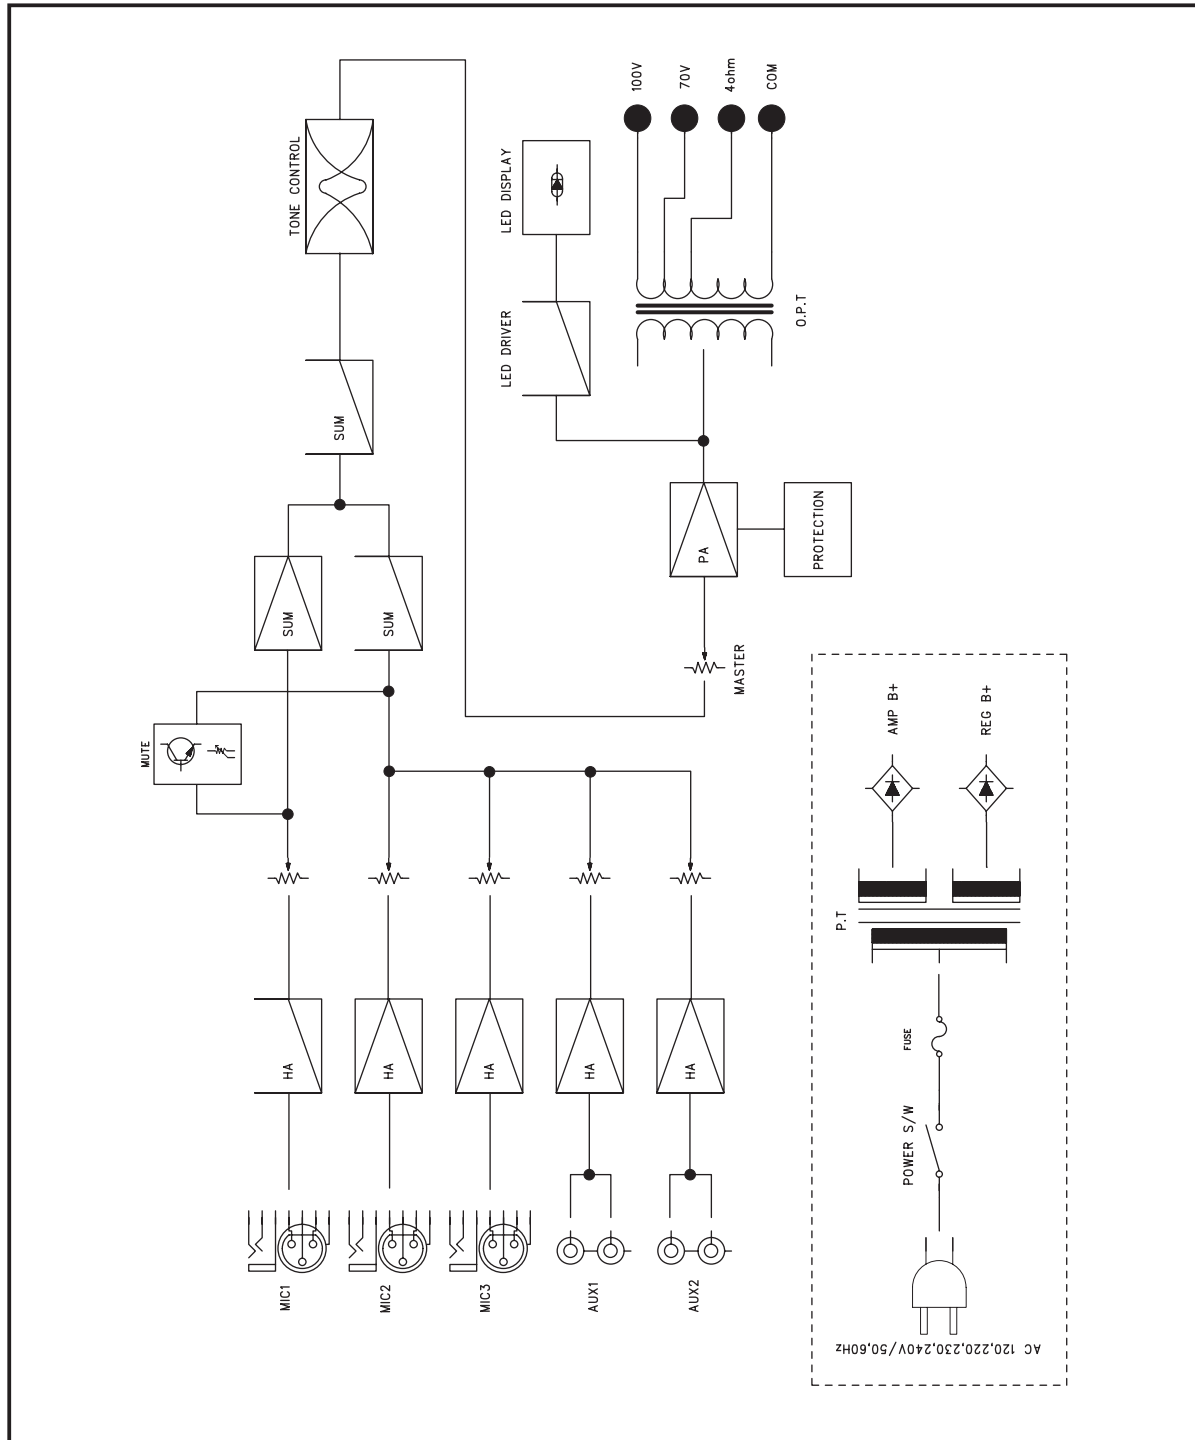 MIC1
MIC2
MIC3
AUX1
AUX2
HA
HA
HA
HA
HA
MUTE
SUM
SUM
SUM
TONE CONTROL
MASTER
PA
PROTECTION
LED DRIVER
LED DISPLAY
O.P.T
100V
70V
4ohm
COM
AC 120,220,230,240V/50,60Hz
POWER S/W
FUSE
P.T
AMP B+
REG B+